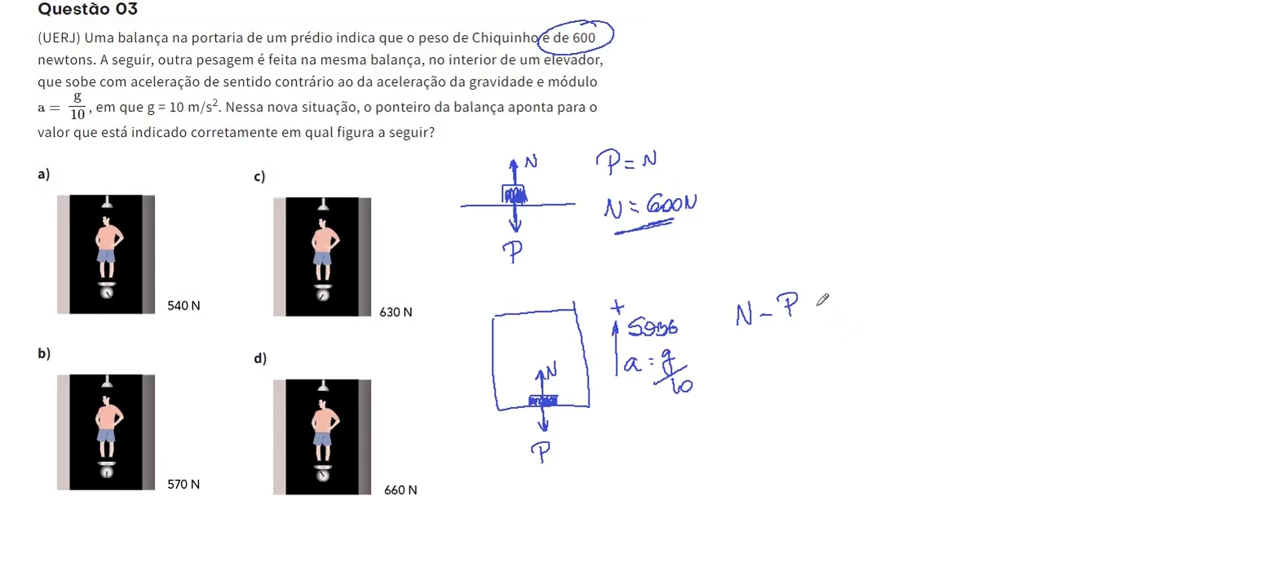 Questão 03
(UERJ) Uma balança na portaria de um prédio indica que o peso de Chiquinho é de 600
newtons. A seguir, outra pesagem é feita na mesma balança, no interior de um elevador,
que sobe com aceleração de sentido contrário ao da aceleração da gravidade e módulo
a = g/10, em que g = 10 m/s². Nessa nova situação, o ponteiro da balança aponta para o
valor que está indicado corretamente em qual figura a seguir?
a)
540 N
b)
570 N
c)
630 N
d)
660 N
N
P
P = N
N = 600N
N
P
+
SOBE
a = g/10
N - P